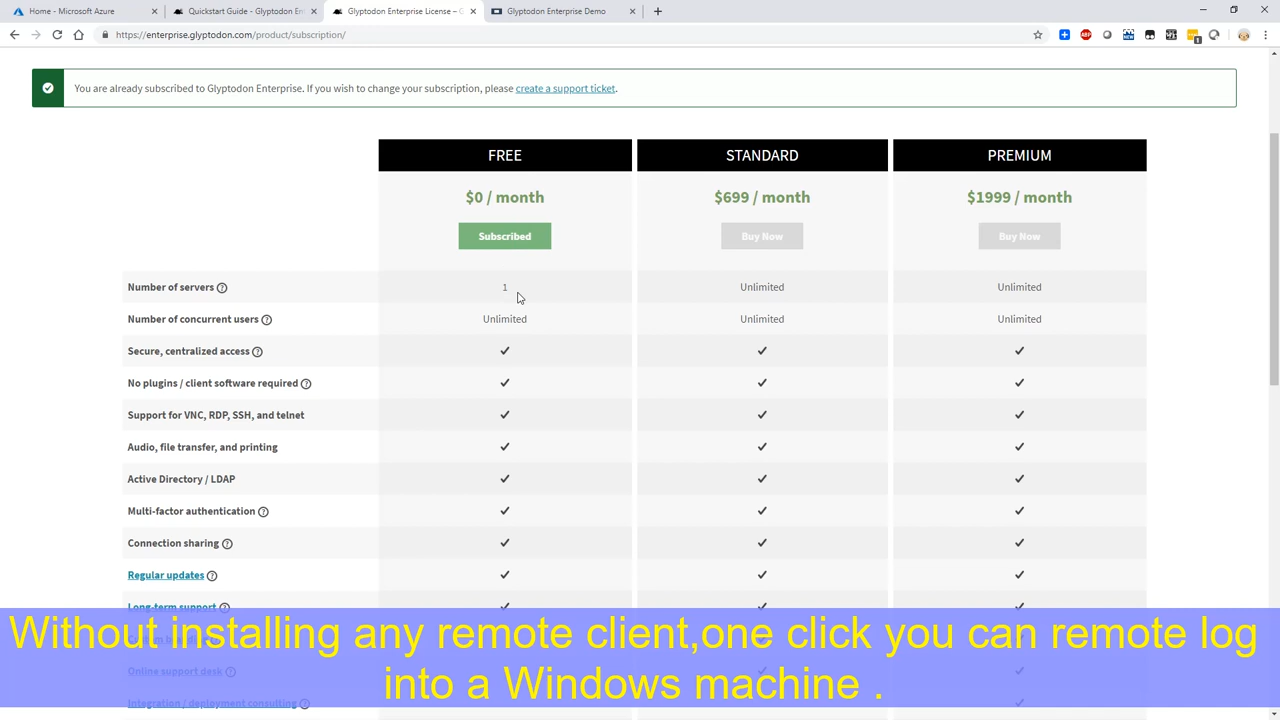 Home - Microsoft Azure
Quickstart Guide - Glyptodon En
Glyptodon Enterprise License – G
Glyptodon Enterprise Demo
https://enterprise.glyptodon.com/product/subscription/
You are already subscribed to Glyptodon Enterprise. If you wish to change your subscription, please create a support ticket.
FREE STANDARD PREMIUM
$0 / month $699 / month $1999 / month
Subscribed Buy Now Buy Now
Number of servers 1 Unlimited Unlimited
Number of concurrent users Unlimited Unlimited Unlimited
Secure, centralized access
No plugins / client software required
Support for VNC, RDP, SSH, and telnet
Audio, file transfer, and printing
Active Directory / LDAP
Multi-factor authentication
Connection sharing
Regular updates
Long-term support
Without installing any remote client,one click you can remote log
into a Windows machine .
Online support desk
Integration / deployment consulting